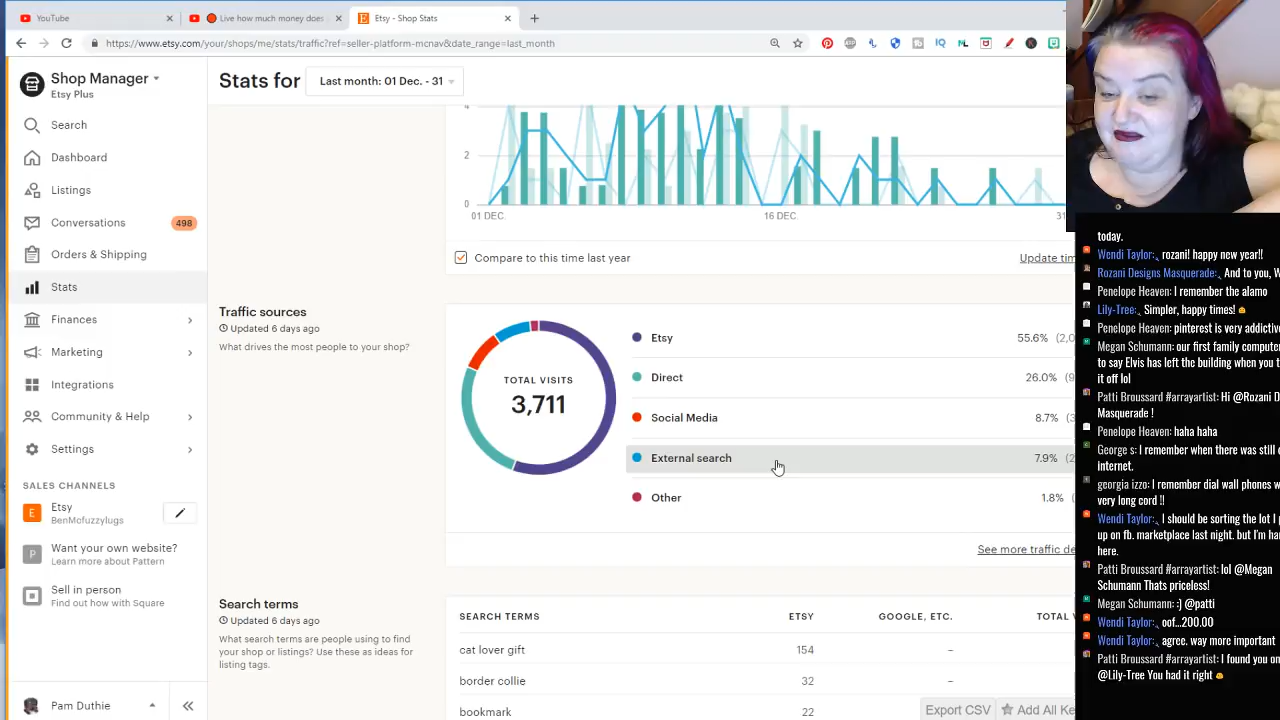 YouTube
Live how much money does
Etsy - Shop Stats
https://www.etsy.com/your/shops/me/stats/traffic?ref=seller-platform-mcnav&date_range=last_month
Shop Manager
Etsy Plus
Search
Dashboard
Listings
Conversations
498
Orders & Shipping
Stats
Finances
Marketing
Integrations
Community & Help
Settings
SALES CHANNELS
Etsy
BenMofuzzylugs
Want your own website?
Learn more about Pattern
Sell in person
Find out how with Square
Pam Duthie
Stats for
Last month: 01 Dec. - 31
4
2
0
01 DEC.
16 DEC.
31
Compare to this time last year
Update tim
Traffic sources
Updated 6 days ago
What drives the most people to your shop?
TOTAL VISITS
3,711
Etsy
55.6% (2,0
Direct
26.0% (9
Social Media
8.7% (3
External search
7.9% (2
Other
1.8% (
See more traffic de
Search terms
Updated 6 days ago
What search terms are people using to find
your shop or listings? Use these as ideas for
listing tags.
SEARCH TERMS ETSY GOOGLE, ETC. TOTAL V
cat lover gift 154 –
border collie 32 –
bookmark 22
Export CSV
Add All Ke
today.
Wendi Taylor: rozani! happy new year!!
Rozani Designs Masquerade: And to you, W
Penelope Heaven: I remember the alamo
Lily-Tree: Simpler, happy times!
Penelope Heaven: pinterest is very addictive
Megan Schumann: our first family computer
to say Elvis has left the building when you t
it off lol
Patti Broussard #arrayartist: Hi @Rozani D
Masquerade !
Penelope Heaven: haha haha
George s: I remember when there was still o
internet.
georgia izzo: I remember dial wall phones w
very long cord !!
Wendi Taylor: I should be sorting the lot I p
up on fb. marketplace last night. but I'm ha
here.
Patti Broussard #arrayartist: lol @Megan
Schumann Thats priceless!
Megan Schumann: :) @patti
Wendi Taylor: oof...200.00
Wendi Taylor: agree. way more important
Patti Broussard #arrayartist: I found you on
@Lily-Tree You had it right